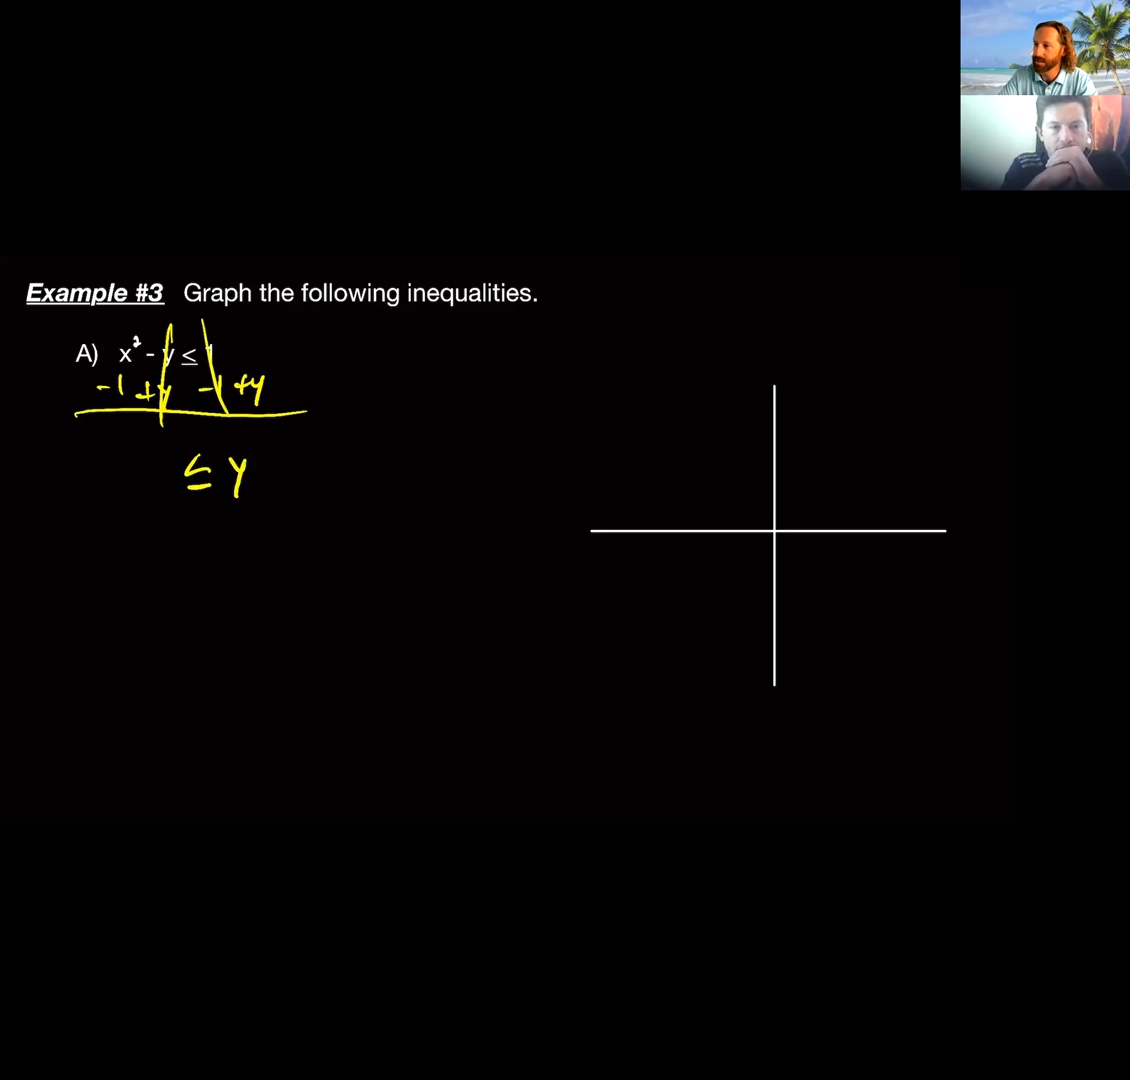 Example #3 Graph the following inequalities.
A) x² - y ≤ 1
-1 +y -1 +y
≤ y